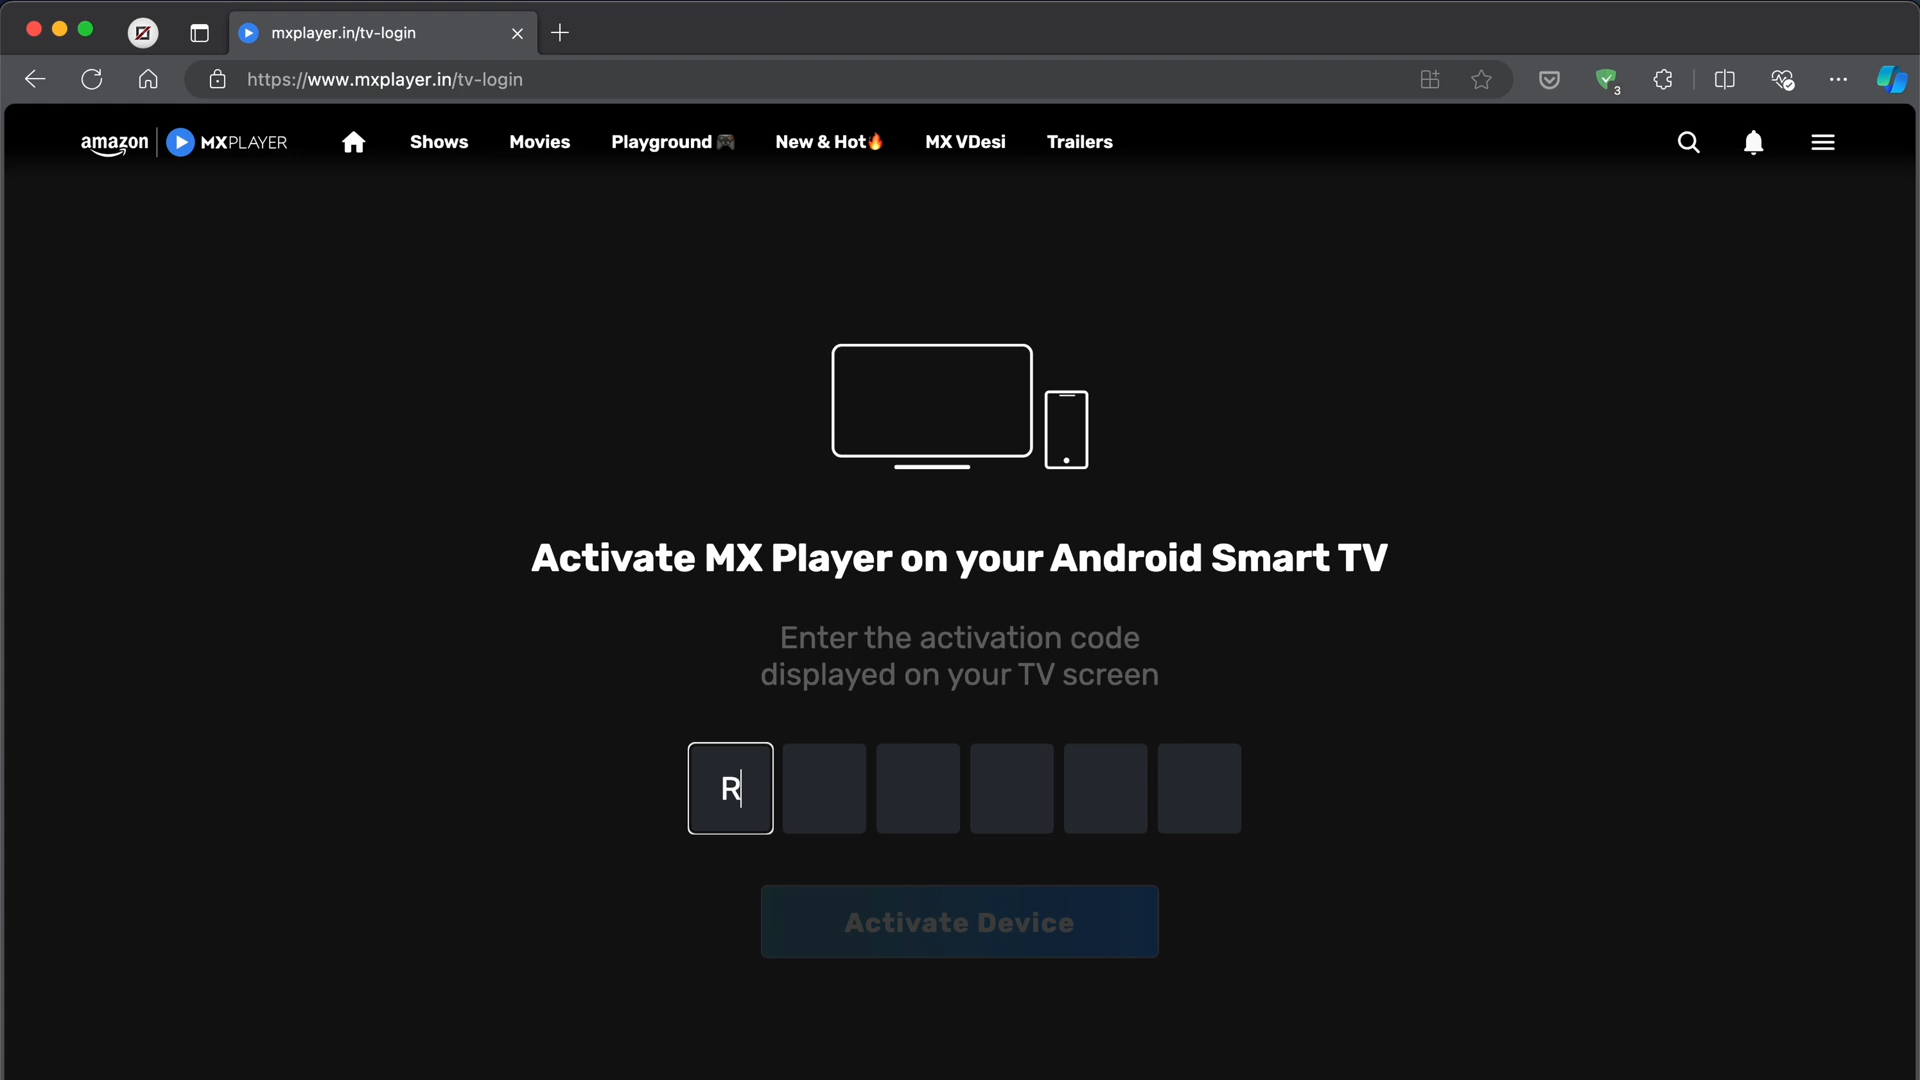 mxplayer.in/tv-login
https://www.mxplayer.in/tv-login
3
amazon MXPLAYER Shows Movies Playground🎮 New & Hot🔥 MX VDesi Trailers
Activate MX Player on your Android Smart TV
Enter the activation code
displayed on your TV screen
R
Activate Device